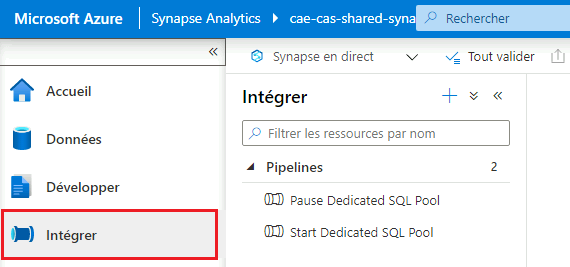 Microsoft Azure Synapse Analytics cae-cas-shared-syna Rechercher
Synapse en direct Tout valider
Accueil
Données
Développer
Intégrer
Intégrer
Filtrer les ressources par nom
Pipelines 2
Pause Dedicated SQL Pool
Start Dedicated SQL Pool